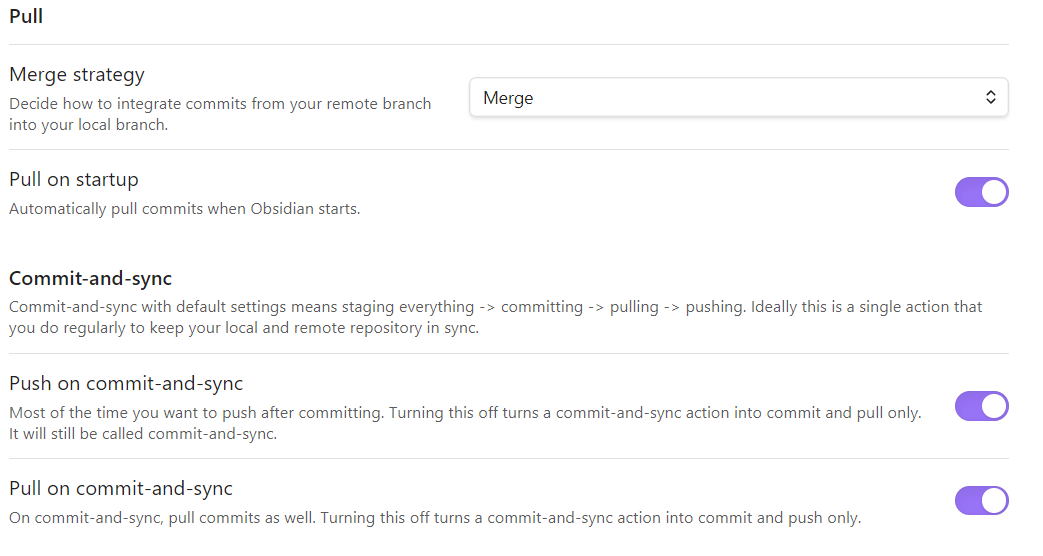 Pull
Merge strategy
Decide how to integrate commits from your remote branch
into your local branch.
Merge
Pull on startup
Automatically pull commits when Obsidian starts.
Commit-and-sync
Commit-and-sync with default settings means staging everything -> committing -> pulling -> pushing. Ideally this is a single action that
you do regularly to keep your local and remote repository in sync.
Push on commit-and-sync
Most of the time you want to push after committing. Turning this off turns a commit-and-sync action into commit and pull only.
It will still be called commit-and-sync.
Pull on commit-and-sync
On commit-and-sync, pull commits as well. Turning this off turns a commit-and-sync action into commit and push only.